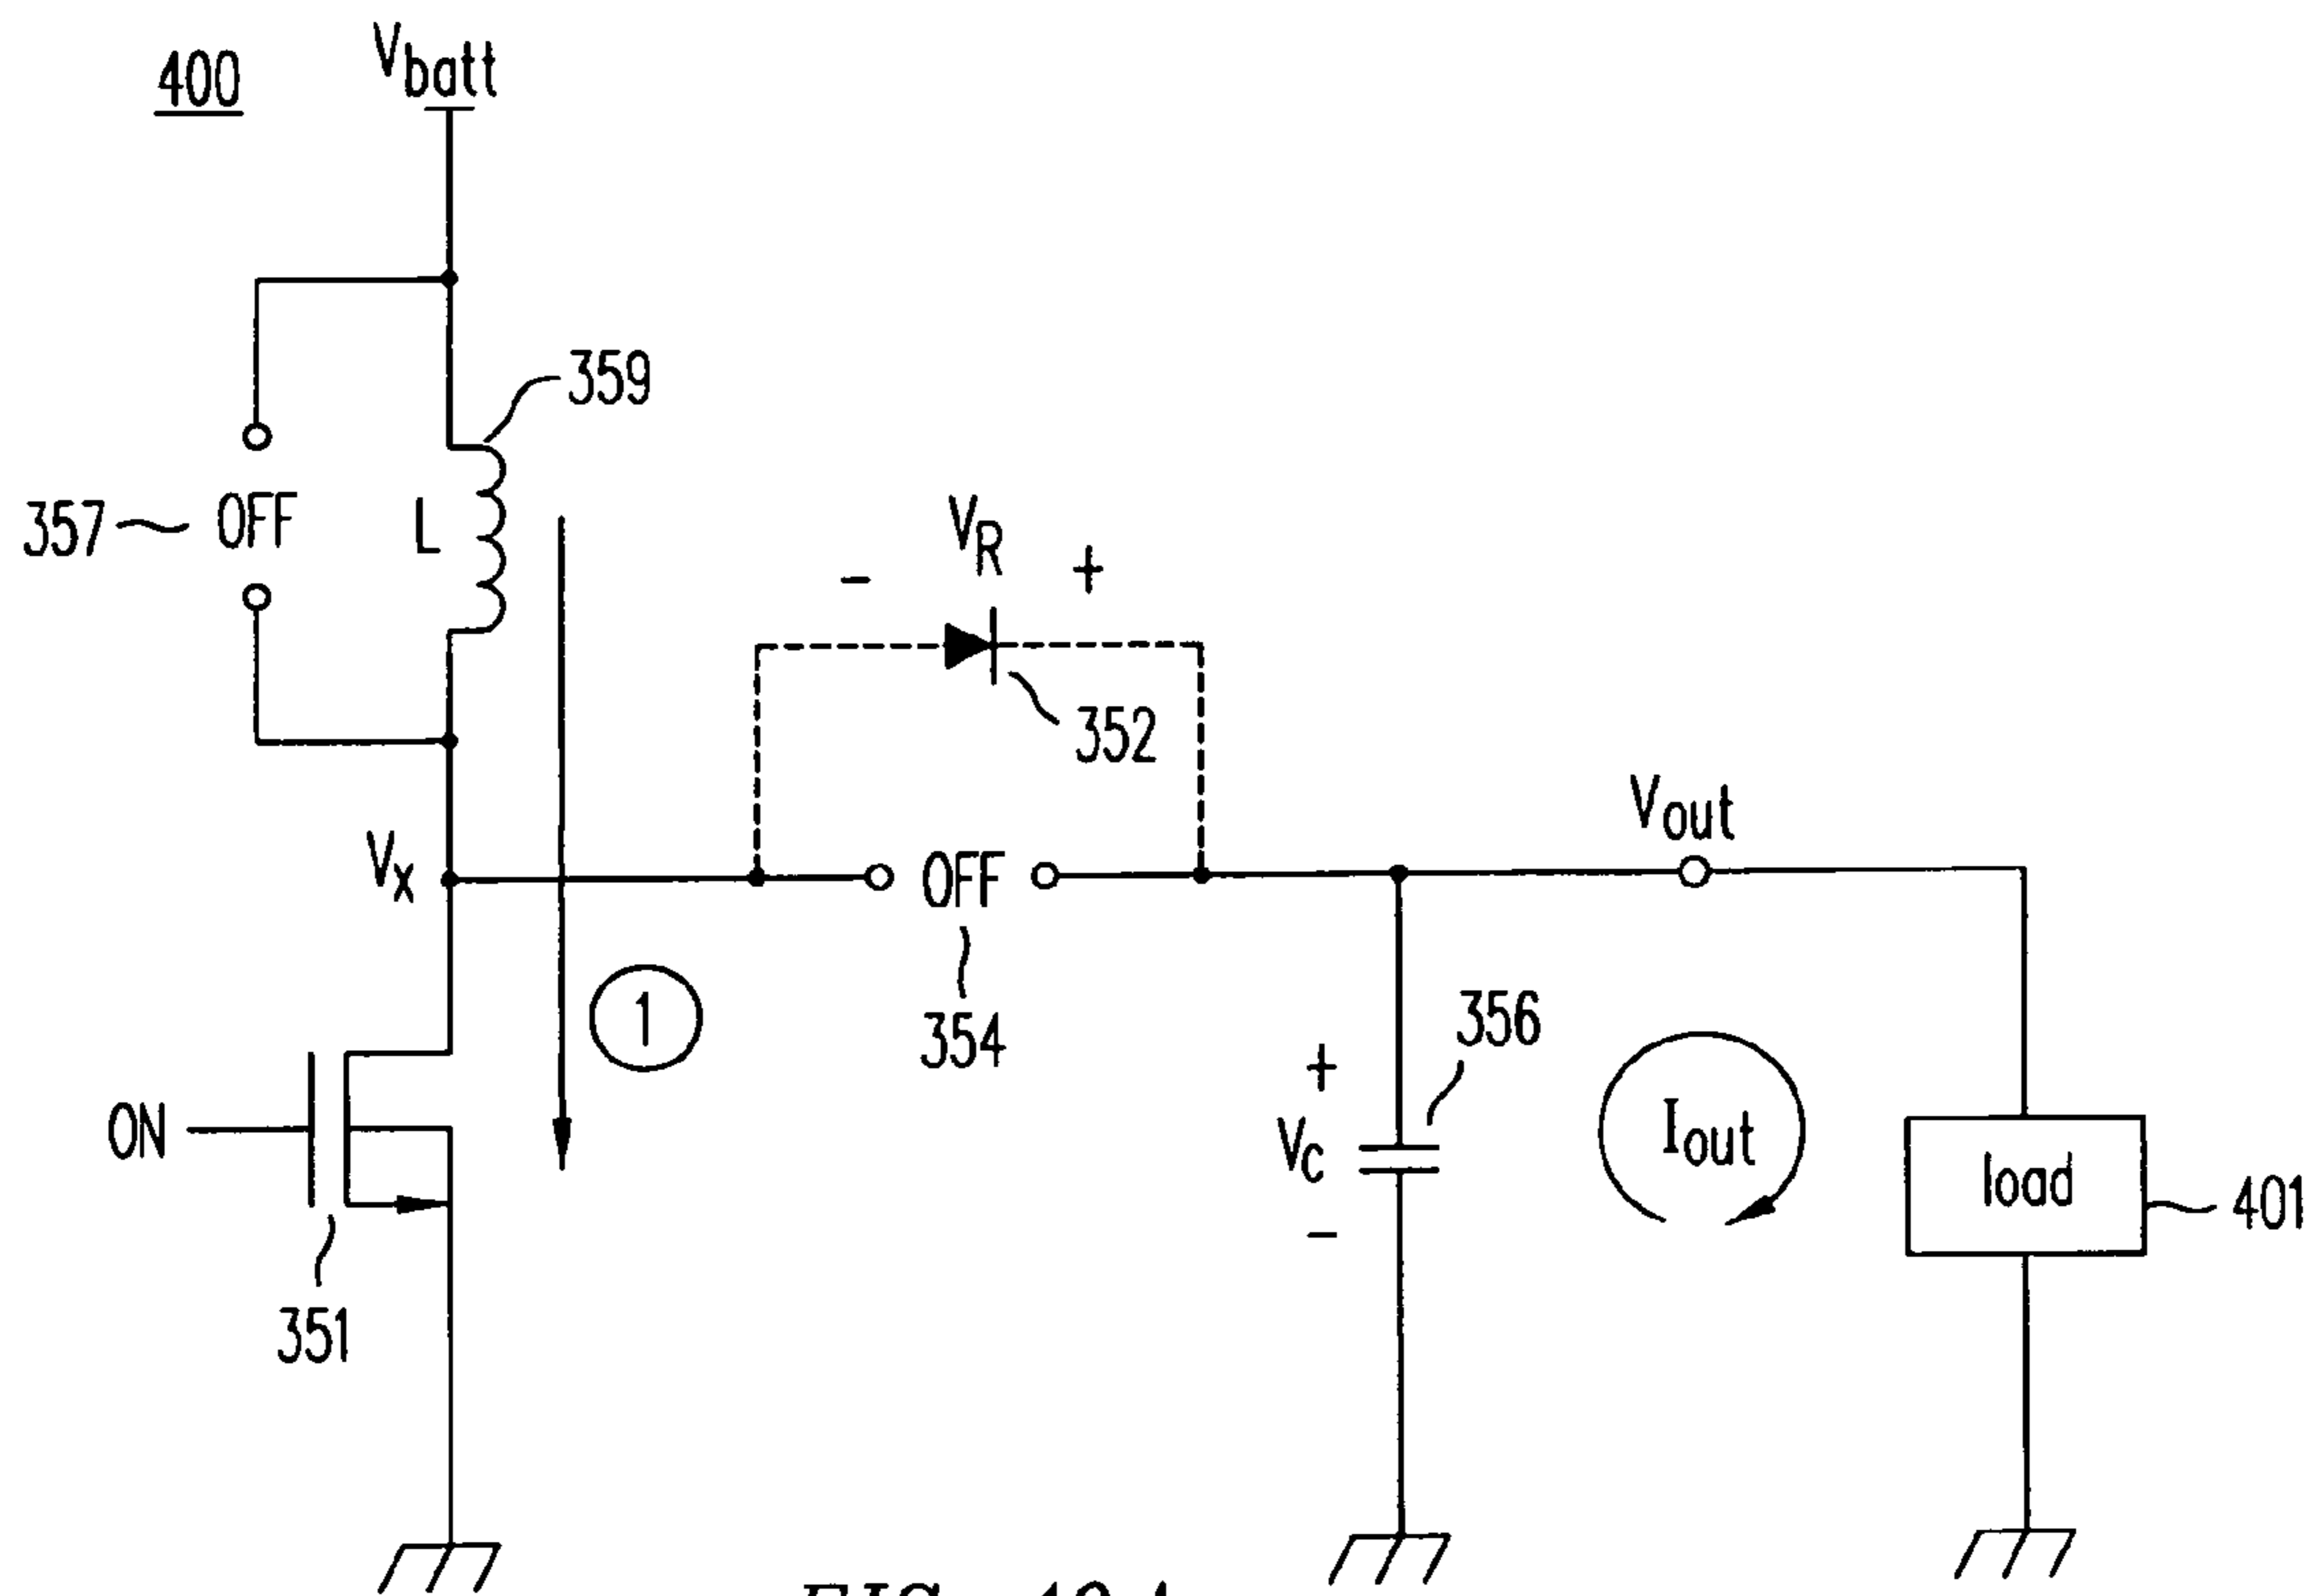 400
Vbatt
359
357
OFF
L
- VR +
352
Vx
OFF
354
Vout
1
356
+
Vc
-
Iout
ON
351
load
401